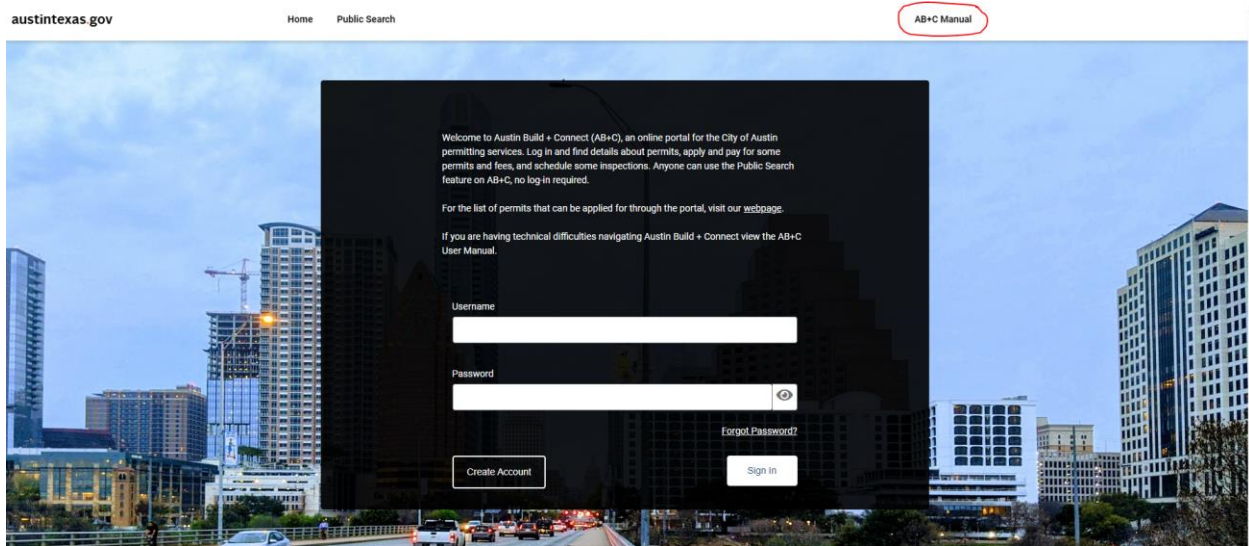 austintexas.gov
Home
Public Search
AB+C Manual
Welcome to Austin Build + Connect (AB+C), an online portal for the City of Austin
permitting services. Log in and find details about permits, apply and pay for some
permits and fees, and schedule some inspections. Anyone can use the Public Search
feature on AB+C, no log-in required.
For the list of permits that can be applied for through the portal, visit our webpage.
If you are having technical difficulties navigating Austin Build + Connect view the AB+C
User Manual.
Username
Password
Forgot Password?
Create Account
Sign In